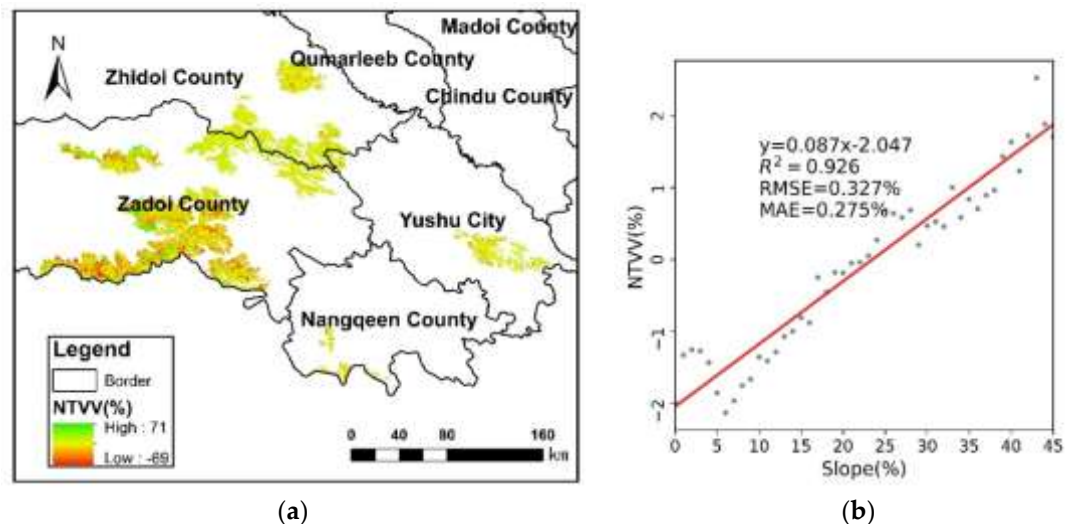 N
Madoi County
Qumarleeb County
Zhidoi County
Chindu County
Zadoi County
Yushu City
Nangqeen County
Legend
Border
NTVV(%)
High : 71
Low : -69
0 40 80 160
km
(a)
y=0.087x-2.047
R² = 0.926
RMSE=0.327%
MAE=0.275%
NTVV(%)
2
1
0
−1
−2
0 5 10 15 20 25 30 35 40 45
Slope(%)
(b)